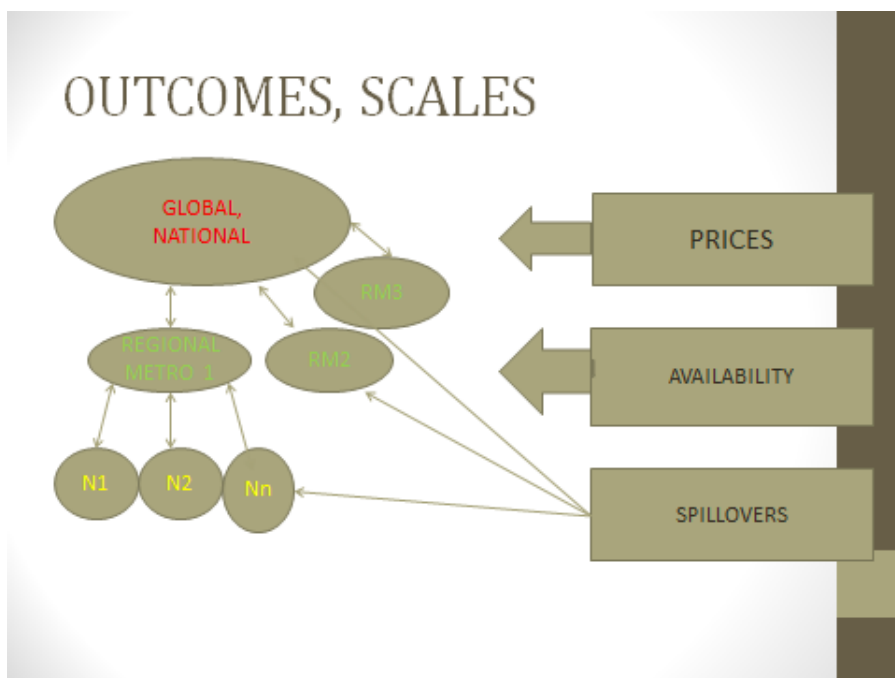 OUTCOMES, SCALES
GLOBAL,
NATIONAL
PRICES
RM3
REGIONAL
METRO 1
RM2
AVAILABILITY
N1
N2
Nn
SPILLOVERS